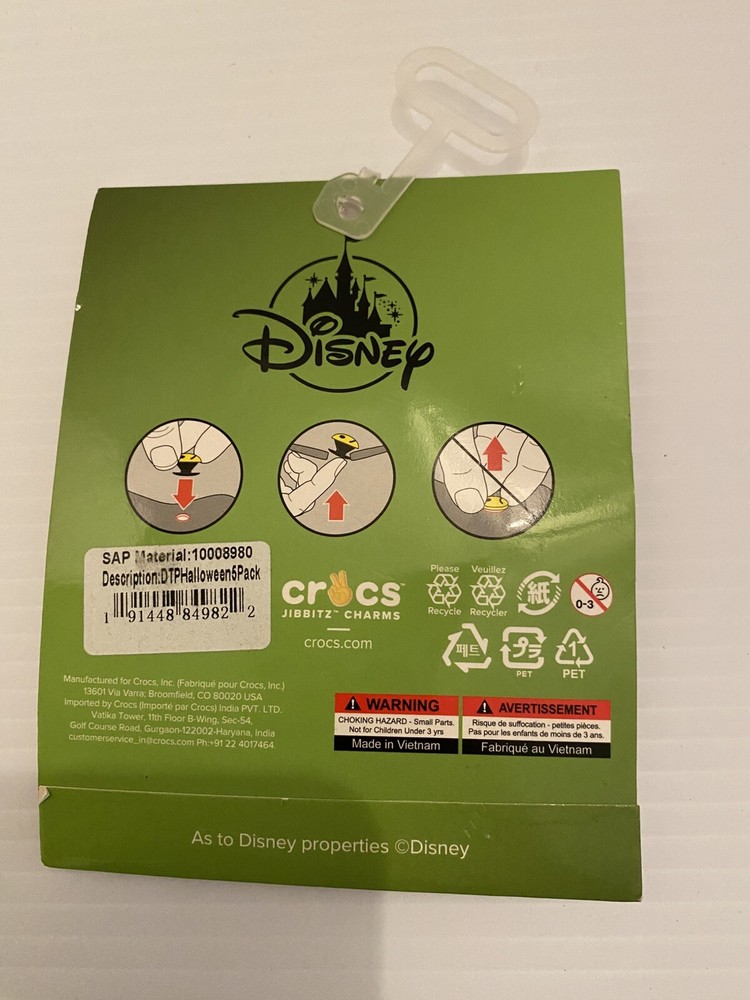 Disney
SAP Material:10008980
Description:DTPHalloween5Pack
1 91448 84982 2
crocs™
JIBBITZ™ CHARMS
crocs.com
Please
Recycle
Veuillez
Recycler
紙
0-3
페트
プラ
PET
1
PET
Manufactured for Crocs, Inc. (Fabriqué pour Crocs, Inc.)
13601 Via Varra; Broomfield, CO 80020 USA
Imported by Crocs (Importé par Crocs) India PVT. LTD.
Vatika Tower, 11th Floor B-Wing, Sec-54,
Golf Course Road, Gurgaon-122002-Haryana, India
customerservice_in@crocs.com Ph:+91 22 4017464
WARNING
CHOKING HAZARD - Small Parts.
Not for Children Under 3 yrs
Made in Vietnam
AVERTISSEMENT
Risque de suffocation - petites pièces.
Pas pour les enfants de moins de 3 ans.
Fabriqué au Vietnam
As to Disney properties ©Disney